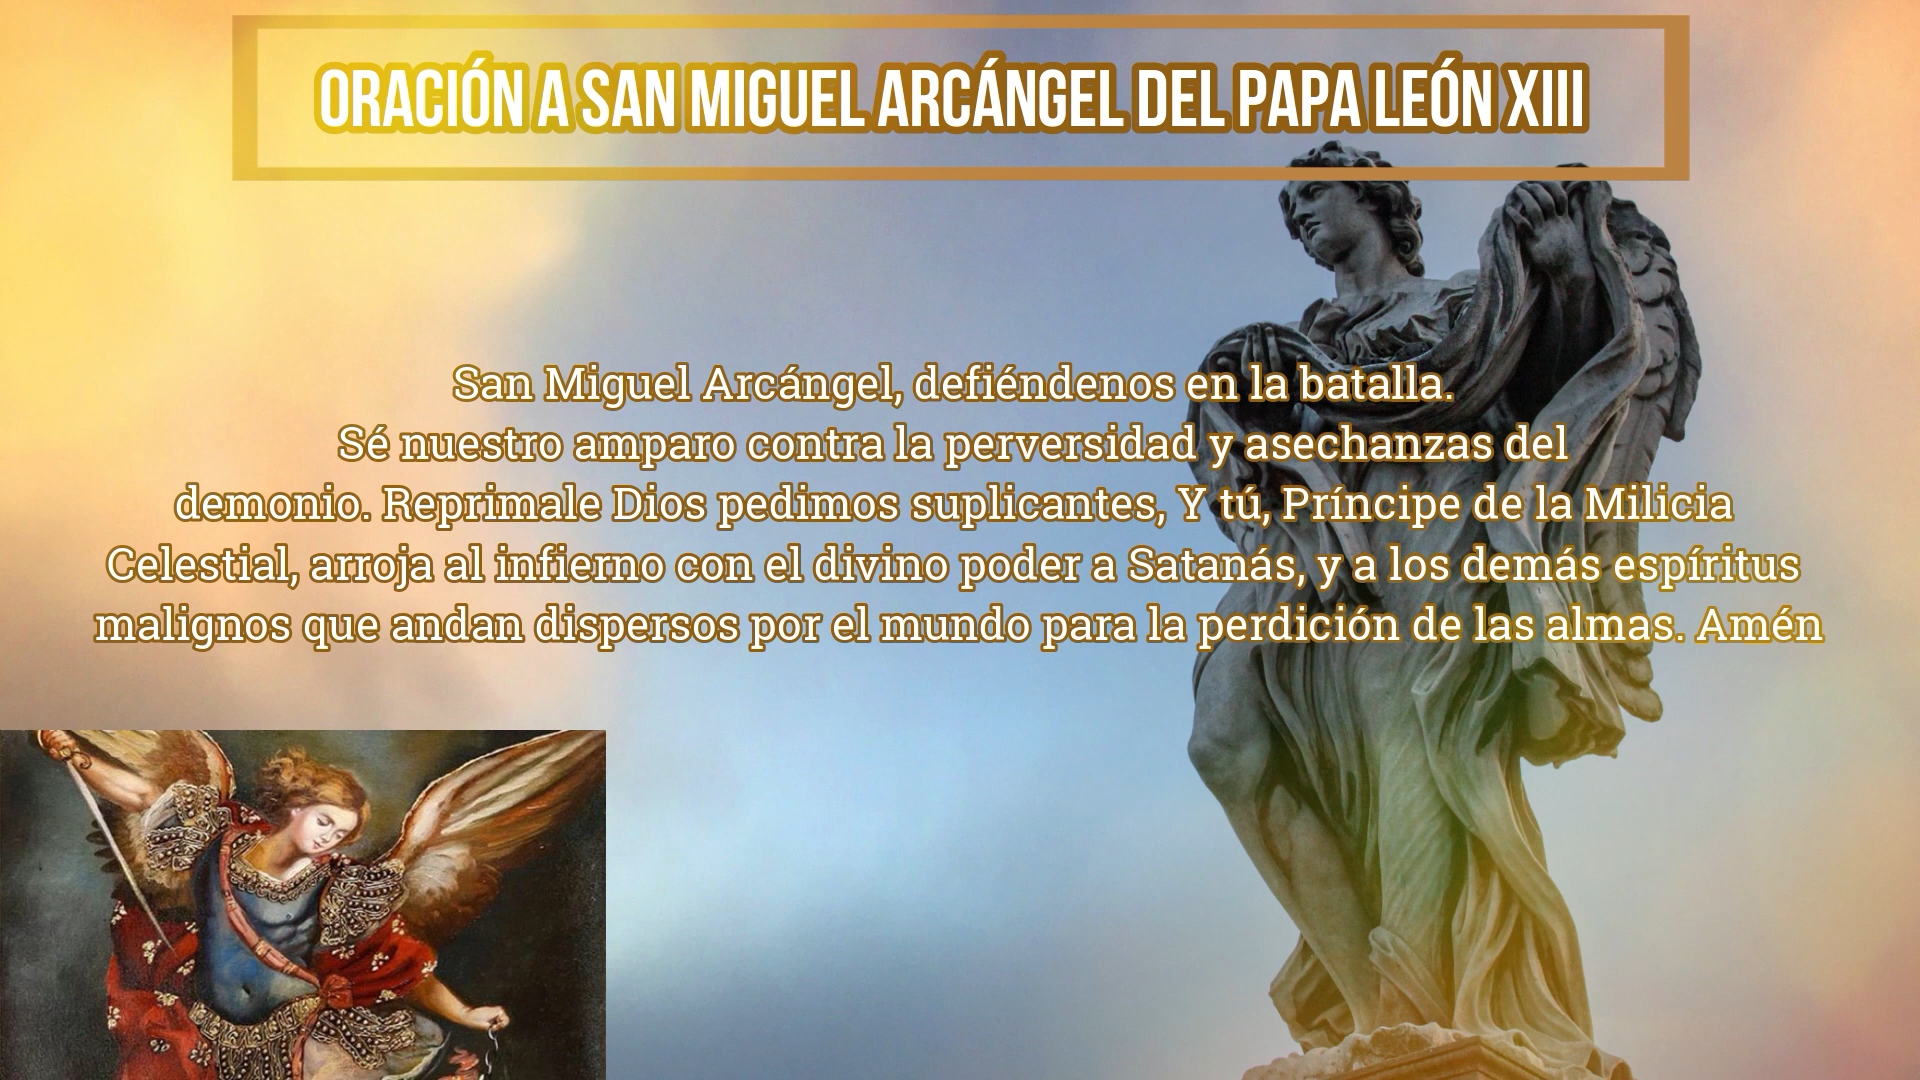 ORACIÓN A SAN MIGUEL ARCÁNGEL DEL PAPA LEÓN XIII
San Miguel Arcángel, defiéndenos en la batalla.
Sé nuestro amparo contra la perversidad y asechanzas del
demonio. Reprimale Dios pedimos suplicantes, Y tú, Príncipe de la Milicia
Celestial, arroja al infierno con el divino poder a Satanás, y a los demás espíritus
malignos que andan dispersos por el mundo para la perdición de las almas. Amén